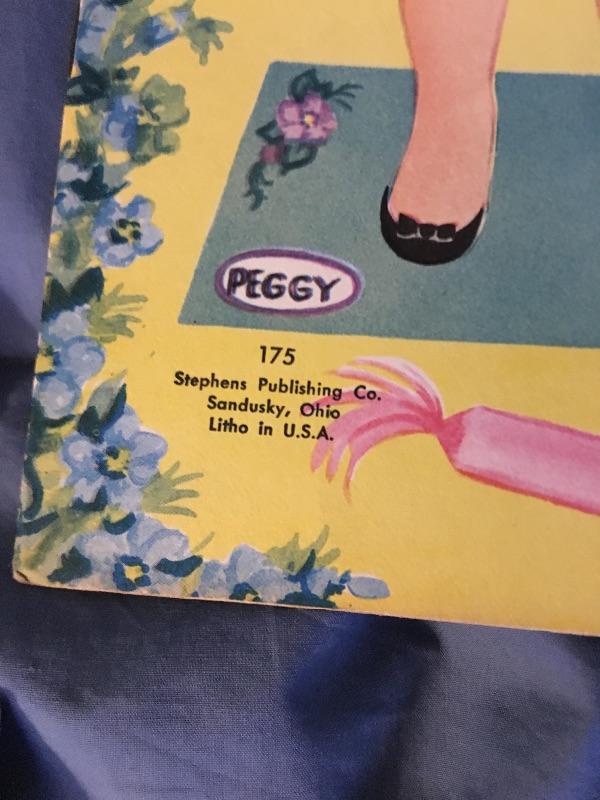 PEGGY
175
Stephens Publishing Co.
Sandusky, Ohio
Litho in U.S.A.